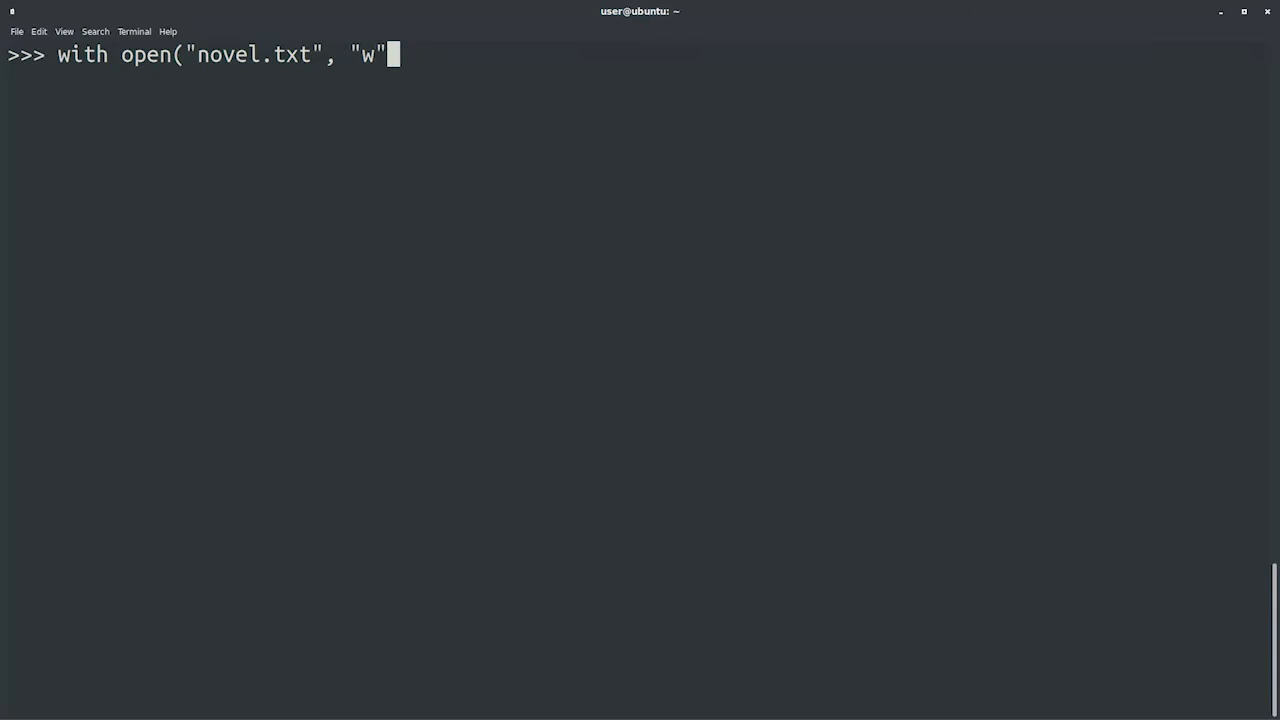 user@ubuntu: ~
File Edit View Search Terminal Help
>>> with open("novel.txt", "w"